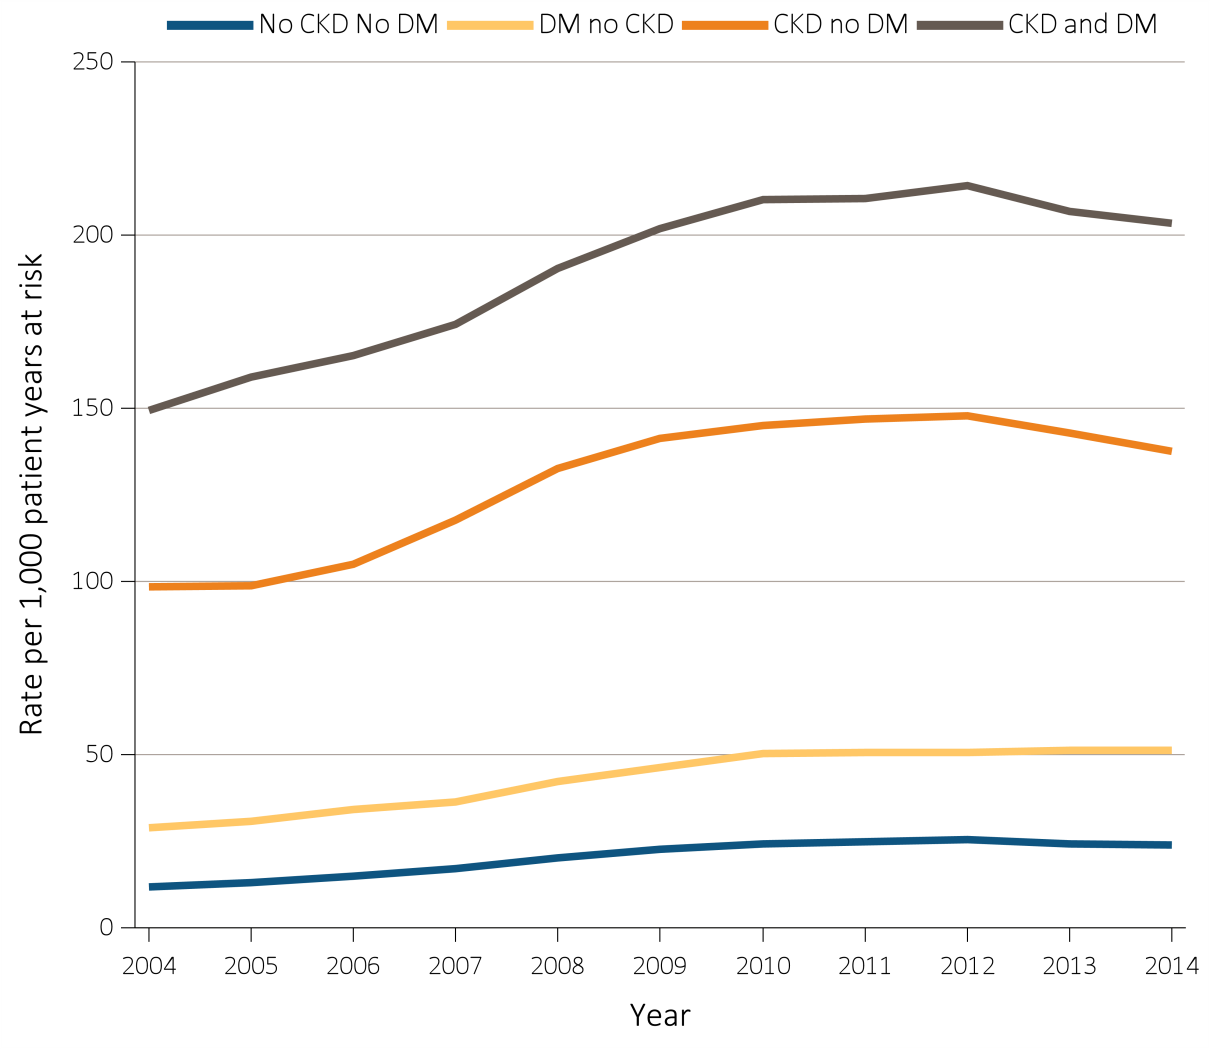 No CKD No DM DM no CKD CKD no DM CKD and DM
250
200
150
100
50
0
Rate per 1,000 patient years at risk
2004 2005 2006 2007 2008 2009 2010 2011 2012 2013 2014
Year